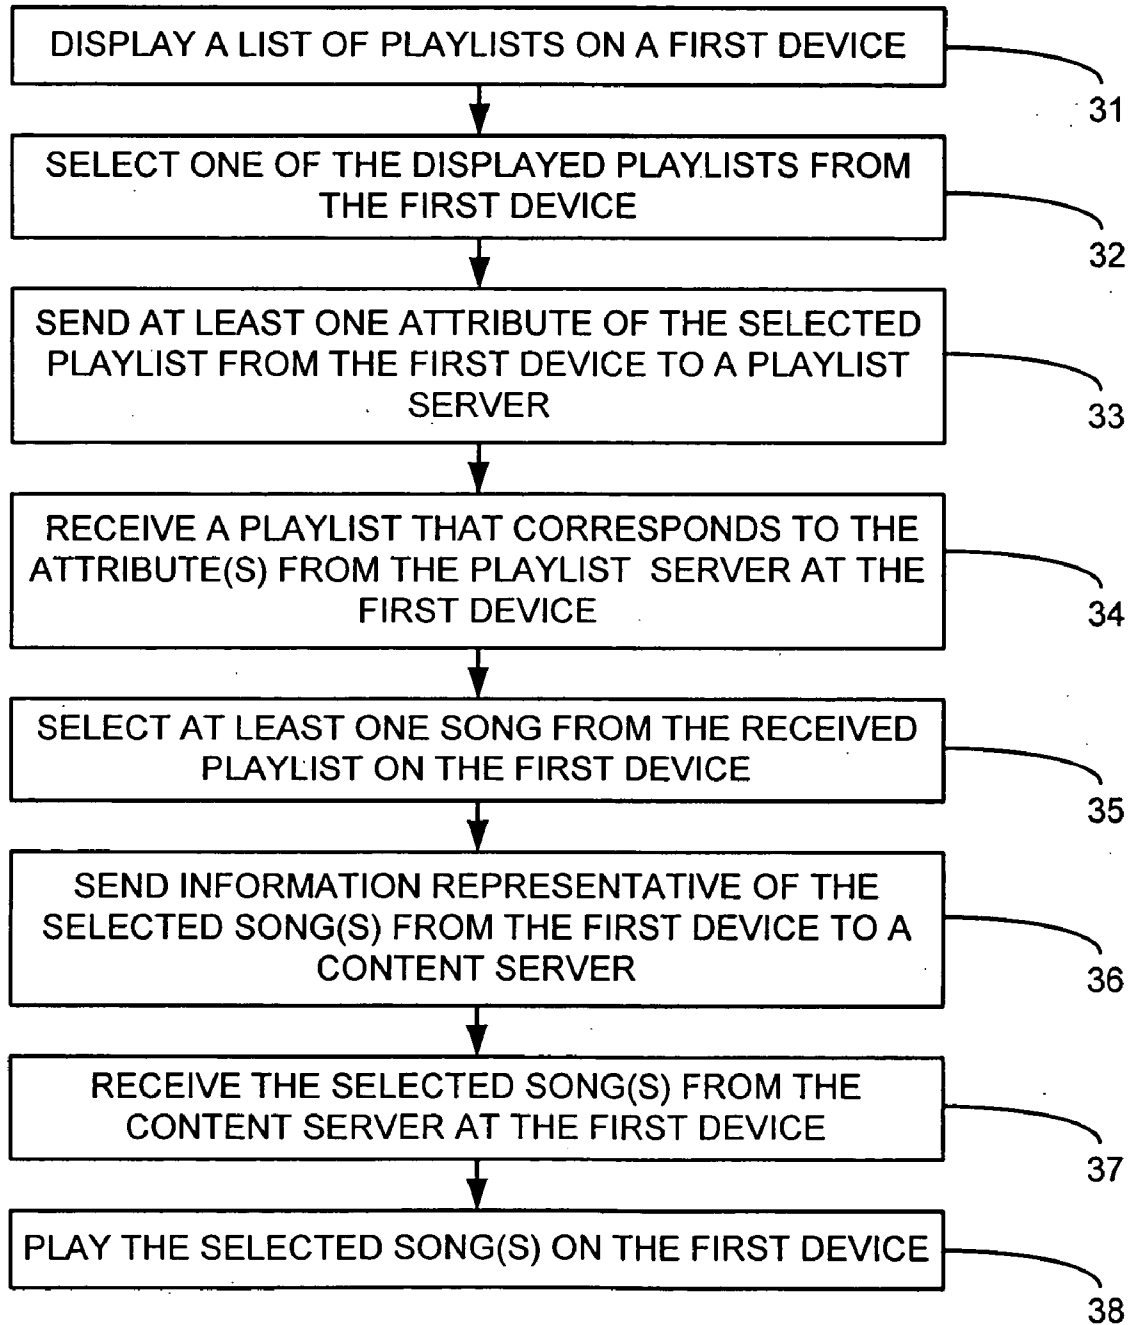 DISPLAY A LIST OF PLAYLISTS ON A FIRST DEVICE
31
SELECT ONE OF THE DISPLAYED PLAYLISTS FROM
THE FIRST DEVICE
32
SEND AT LEAST ONE ATTRIBUTE OF THE SELECTED
PLAYLIST FROM THE FIRST DEVICE TO A PLAYLIST
SERVER
33
RECEIVE A PLAYLIST THAT CORRESPONDS TO THE
ATTRIBUTE(S) FROM THE PLAYLIST SERVER AT THE
FIRST DEVICE
34
SELECT AT LEAST ONE SONG FROM THE RECEIVED
PLAYLIST ON THE FIRST DEVICE
35
SEND INFORMATION REPRESENTATIVE OF THE
SELECTED SONG(S) FROM THE FIRST DEVICE TO A
CONTENT SERVER
36
RECEIVE THE SELECTED SONG(S) FROM THE
CONTENT SERVER AT THE FIRST DEVICE
37
PLAY THE SELECTED SONG(S) ON THE FIRST DEVICE
38